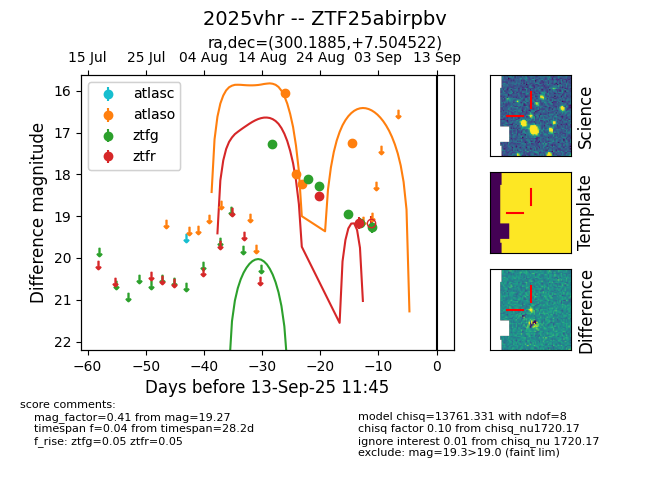 2025vhr -- ZTF25abirpbv
ra,dec=(300.1885,+7.504522)
15 Jul 25 Jul 04 Aug 14 Aug 24 Aug 03 Sep 13 Sep
atlasc
atlaso
ztfg
ztfr
16
17
18
19
20
21
22
Difference magnitude
−60 −50 −40 −30 −20 −10 0
Days before 13-Sep-25 11:45
Science
Template
Difference
score comments:
mag_factor=0.41 from mag=19.27
timespan f=0.04 from timespan=28.2d
f_rise: ztfg=0.05 ztfr=0.05
model chisq=13761.331 with ndof=8
chisq factor 0.10 from chisq_nu1720.17
ignore interest 0.01 from chisq_nu 1720.17
exclude: mag=19.3>19.0 (faint lim)